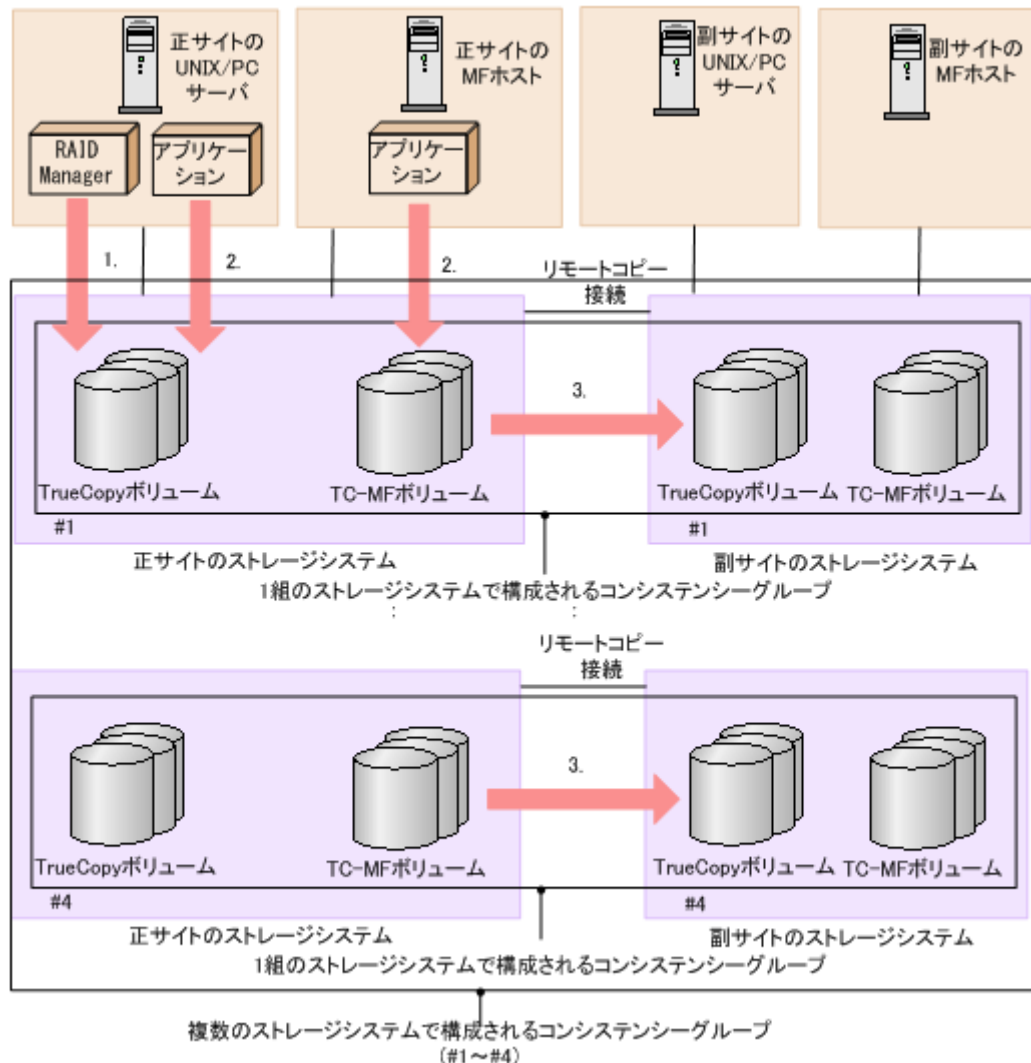 正サイトの
UNIX/PC
サーバ
正サイトの
MFホスト
副サイトの
UNIX/PC
サーバ
副サイトの
MFホスト
RAID
Manager
アプリケー
ション
アプリケー
ション
1.
2.
2.
リモートコピー
接続
3.
TrueCopyボリューム
TC-MFボリューム
TrueCopyボリューム
TC-MFボリューム
#1
#1
正サイトのストレージシステム
副サイトのストレージシステム
1組のストレージシステムで構成されるコンシステンシーグループ
:
:
リモートコピー
接続
3.
TrueCopyボリューム
TC-MFボリューム
TrueCopyボリューム
TC-MFボリューム
#4
#4
正サイトのストレージシステム
副サイトのストレージシステム
1組のストレージシステムで構成されるコンシステンシーグループ
複数のストレージシステムで構成されるコンシステンシーグループ
(#1～#4)